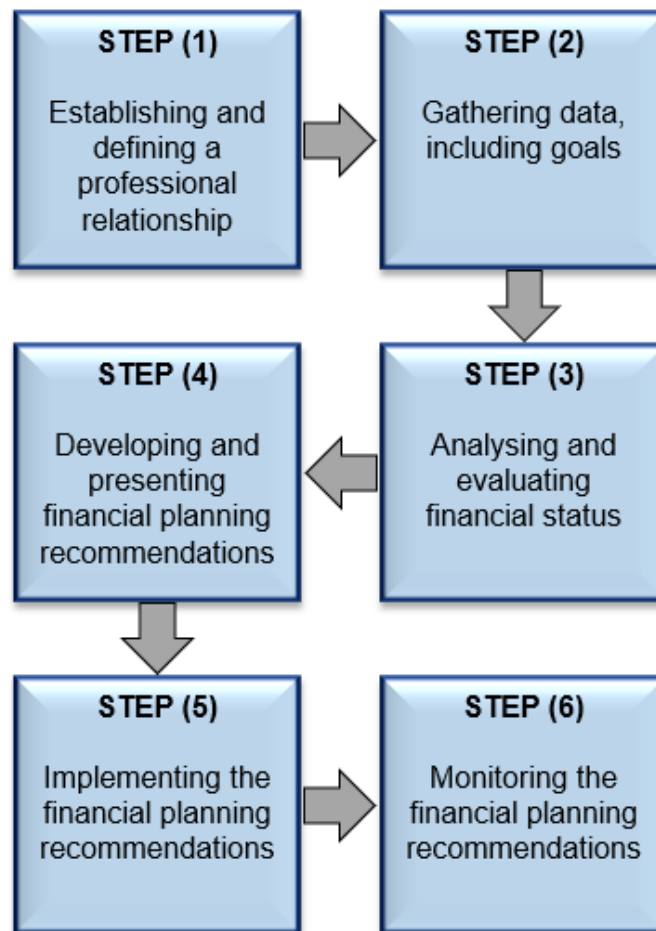 STEP (1)
Establishing and
defining a
professional
relationship
STEP (2)
Gathering data,
including goals
STEP (3)
Analysing and
evaluating
financial status
STEP (4)
Developing and
presenting
financial planning
recommendations
STEP (5)
Implementing the
financial planning
recommendations
STEP (6)
Monitoring the
financial planning
recommendations